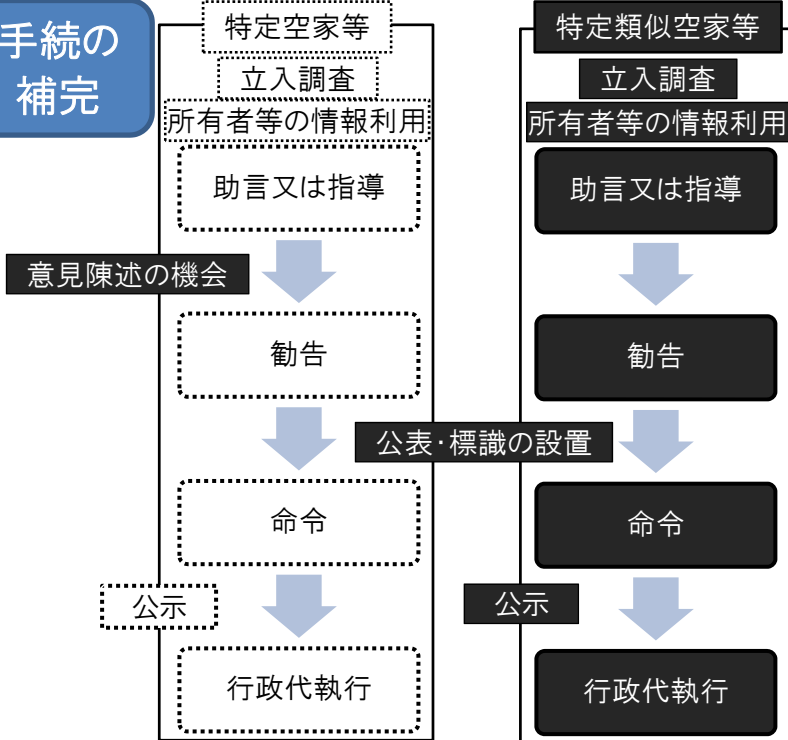 手続の
補完
特定空家等
立入調査
所有者等の情報利用
助言又は指導
意見陳述の機会
勧告
公表・標識の設置
命令
公示
行政代執行
特定類似空家等
立入調査
所有者等の情報利用
助言又は指導
勧告
命令
公示
行政代執行